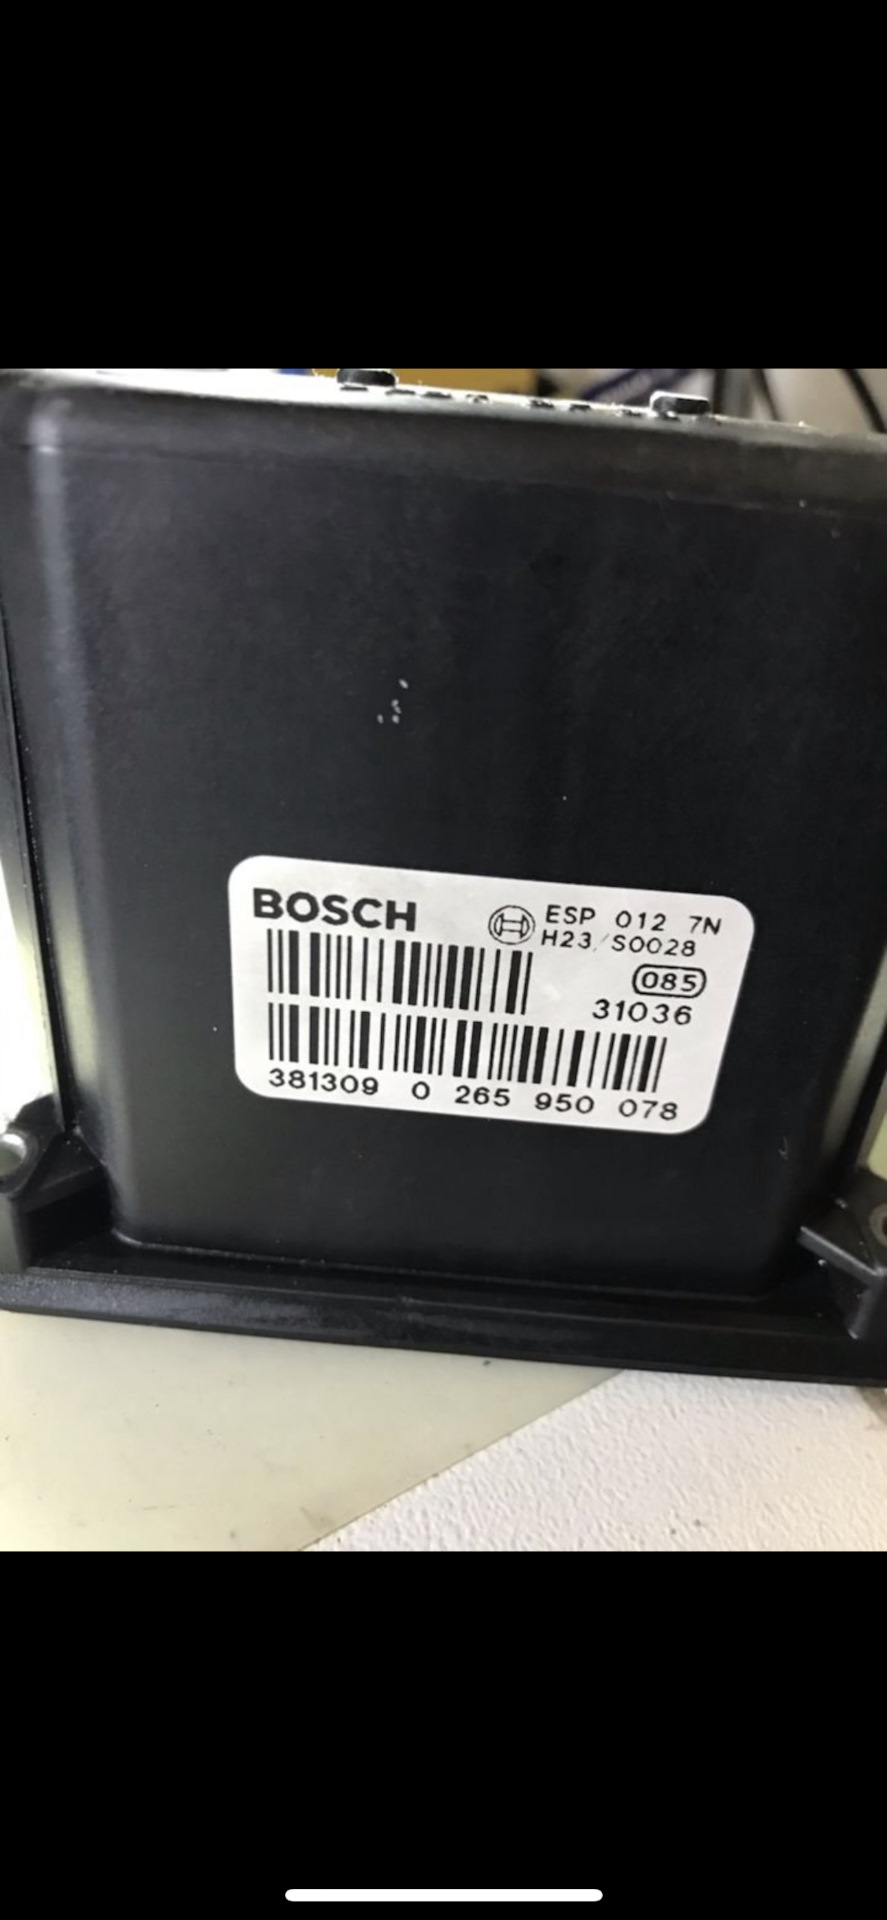 BOSCH
ESP 012 7N
H23/S0028
085
31036
381309 0 265 950 078